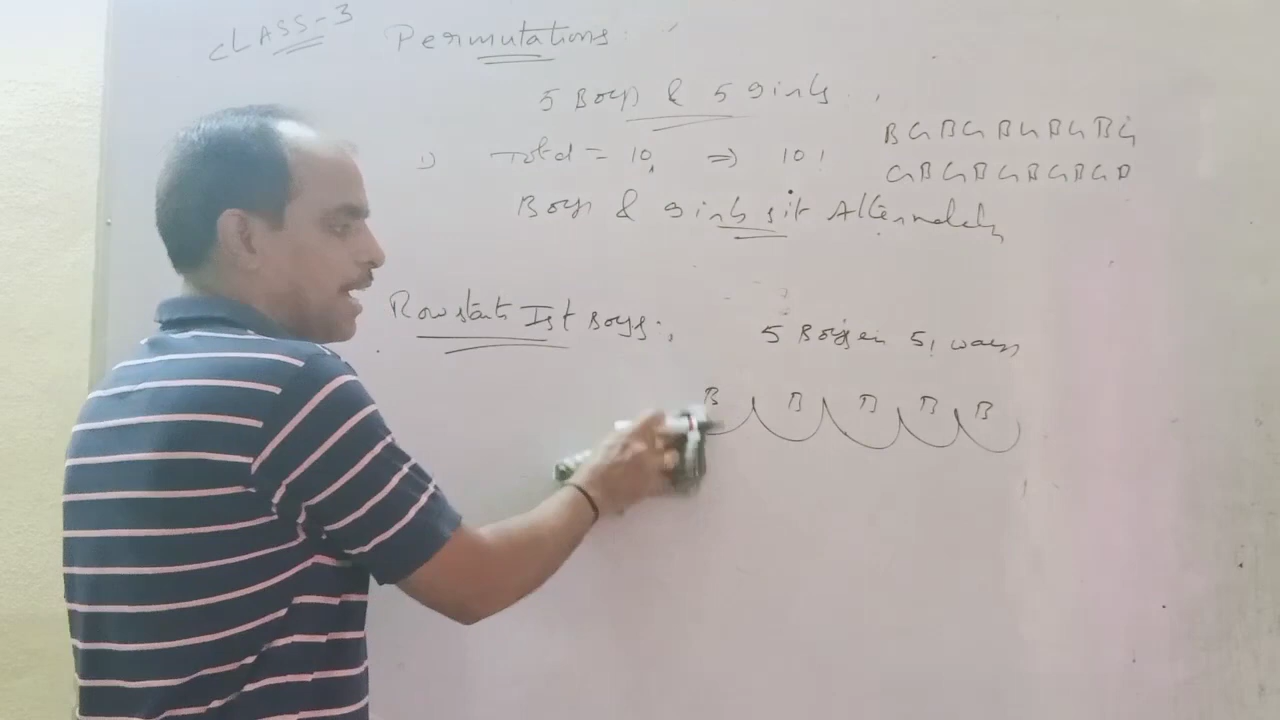 CLASS-3 Permutations :
5 Boys & 5 girls .
1) Total = 10, ⇒ 10!
BGBGBGBGBG
GBGBGBGBGB
Boys & girls sit Alternately
Row starts Ist Boys :, 5 Boys in 5! ways
B B B B B